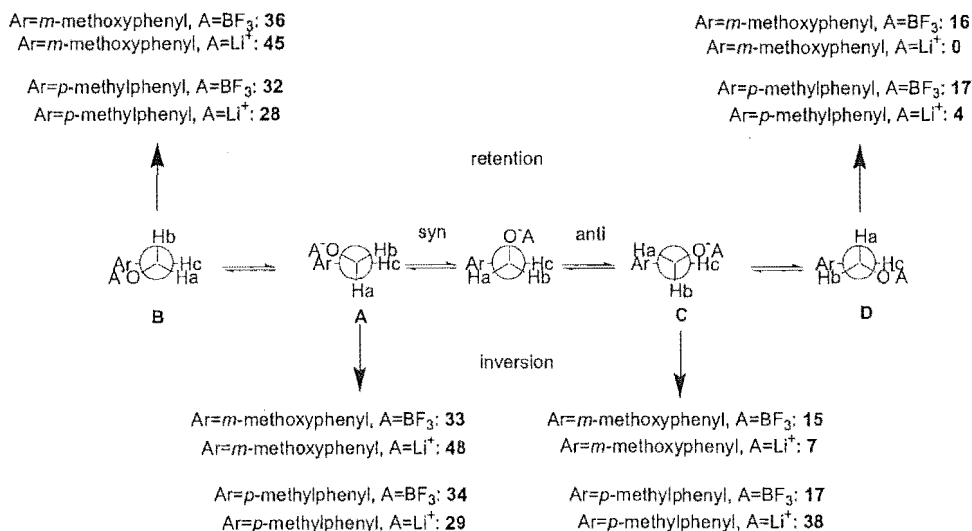 Ar=m-methoxyphenyl, A=BF3: 36
Ar=m-methoxyphenyl, A=Li+: 45
Ar=p-methylphenyl, A=BF3: 32
Ar=p-methylphenyl, A=Li+: 28
Ar=m-methoxyphenyl, A=BF3: 16
Ar=m-methoxyphenyl, A=Li+: 0
Ar=p-methylphenyl, A=BF3: 17
Ar=p-methylphenyl, A=Li+: 4
retention
Hb
Ar Hc
A-O Ha
B
A-O Hb
Ar Hc
Ha
A
syn
O-A
Ar Hc
Ha Hb
anti
Ha O-A
Ar Hc
Hb
C
Ha
Ar Hc
Hb O-A
D
inversion
Ar=m-methoxyphenyl, A=BF3: 33
Ar=m-methoxyphenyl, A=Li+: 48
Ar=p-methylphenyl, A=BF3: 34
Ar=p-methylphenyl, A=Li+: 29
Ar=m-methoxyphenyl, A=BF3: 15
Ar=m-methoxyphenyl, A=Li+: 7
Ar=p-methylphenyl, A=BF3: 17
Ar=p-methylphenyl, A=Li+: 38